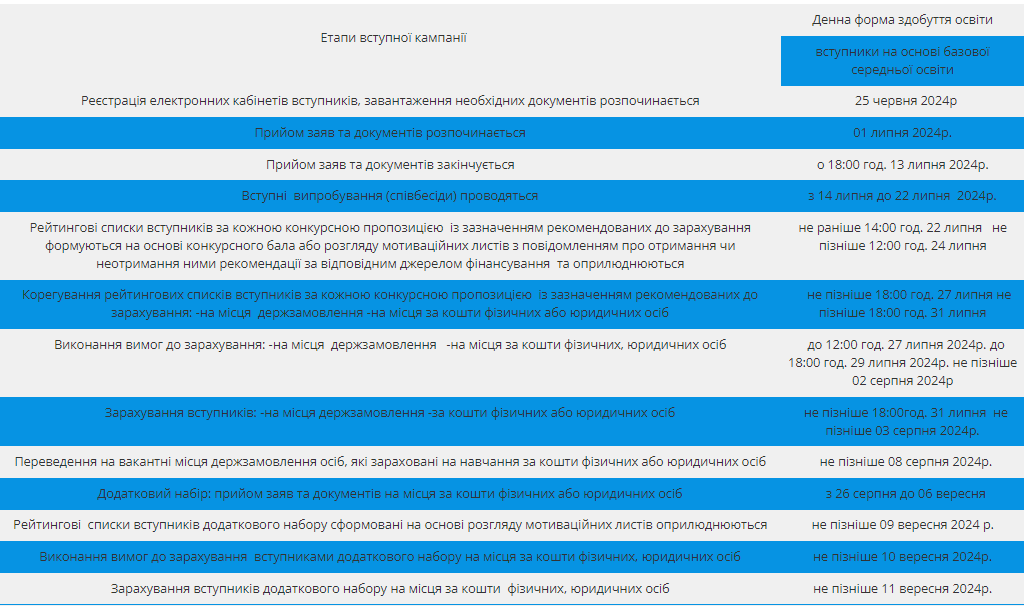 Етапи вступної кампанії
Денна форма здобуття освіти
вступники на основі базової
середньої освіти
Реєстрація електронних кабінетів вступників, завантаження необхідних документів розпочинається
25 червня 2024р
Прийом заяв та документів розпочинається
01 липня 2024р.
Прийом заяв та документів закінчується
о 18:00 год. 13 липня 2024р.
Вступні  випробування (співбесіди) проводяться
з 14 липня до 22 липня  2024р.
Рейтингові списки вступників за кожною конкурсною пропозицією  із зазначенням рекомендованих до зарахування
формуються на основі конкурсного бала або розгляду мотиваційних листів з повідомленням про отримання чи
неотримання ними рекомендації за відповідним джерелом фінансування  та оприлюднюються
не раніше 14:00 год. 22 липня   не
пізніше 12:00 год. 24 липня
Корегування рейтингових списків вступників за кожною конкурсною пропозицією  із зазначенням рекомендованих до
зарахування: -на місця  держзамовлення -на місця за кошти фізичних або юридичних осіб
не пізніше 18:00 год. 27 липня не
пізніше 18:00 год. 31 липня
Виконання вимог до зарахування: -на місця  держзамовлення   -на місця за кошти фізичних, юридичних осіб
до 12:00 год. 27 липня 2024р. до
18:00 год. 29 липня 2024р. не пізніше
02 серпня 2024р
Зарахування вступників: -на місця держзамовлення -за кошти фізичних або юридичних осіб
не пізніше 18:00год. 31 липня  не
пізніше 03 серпня 2024р.
Переведення на вакантні місця держзамовлення осіб, які зараховані на навчання за кошти фізичних або юридичних осіб
не пізніше 08 серпня 2024р.
Додатковий набір: прийом заяв та документів на місця за кошти фізичних або юридичних осіб
з 26 серпня до 06 вересня
Рейтингові  списки вступників додаткового набору сформовані на основі розгляду мотиваційних листів оприлюднюються
не пізніше 09 вересня 2024 р.
Виконання вимог до зарахування  вступниками додаткового набору на місця за кошти фізичних, юридичних осіб
не пізніше 10 вересня 2024р.
Зарахування вступників додаткового набору на місця за кошти  фізичних, юридичних осіб
не пізніше 11 вересня 2024р.